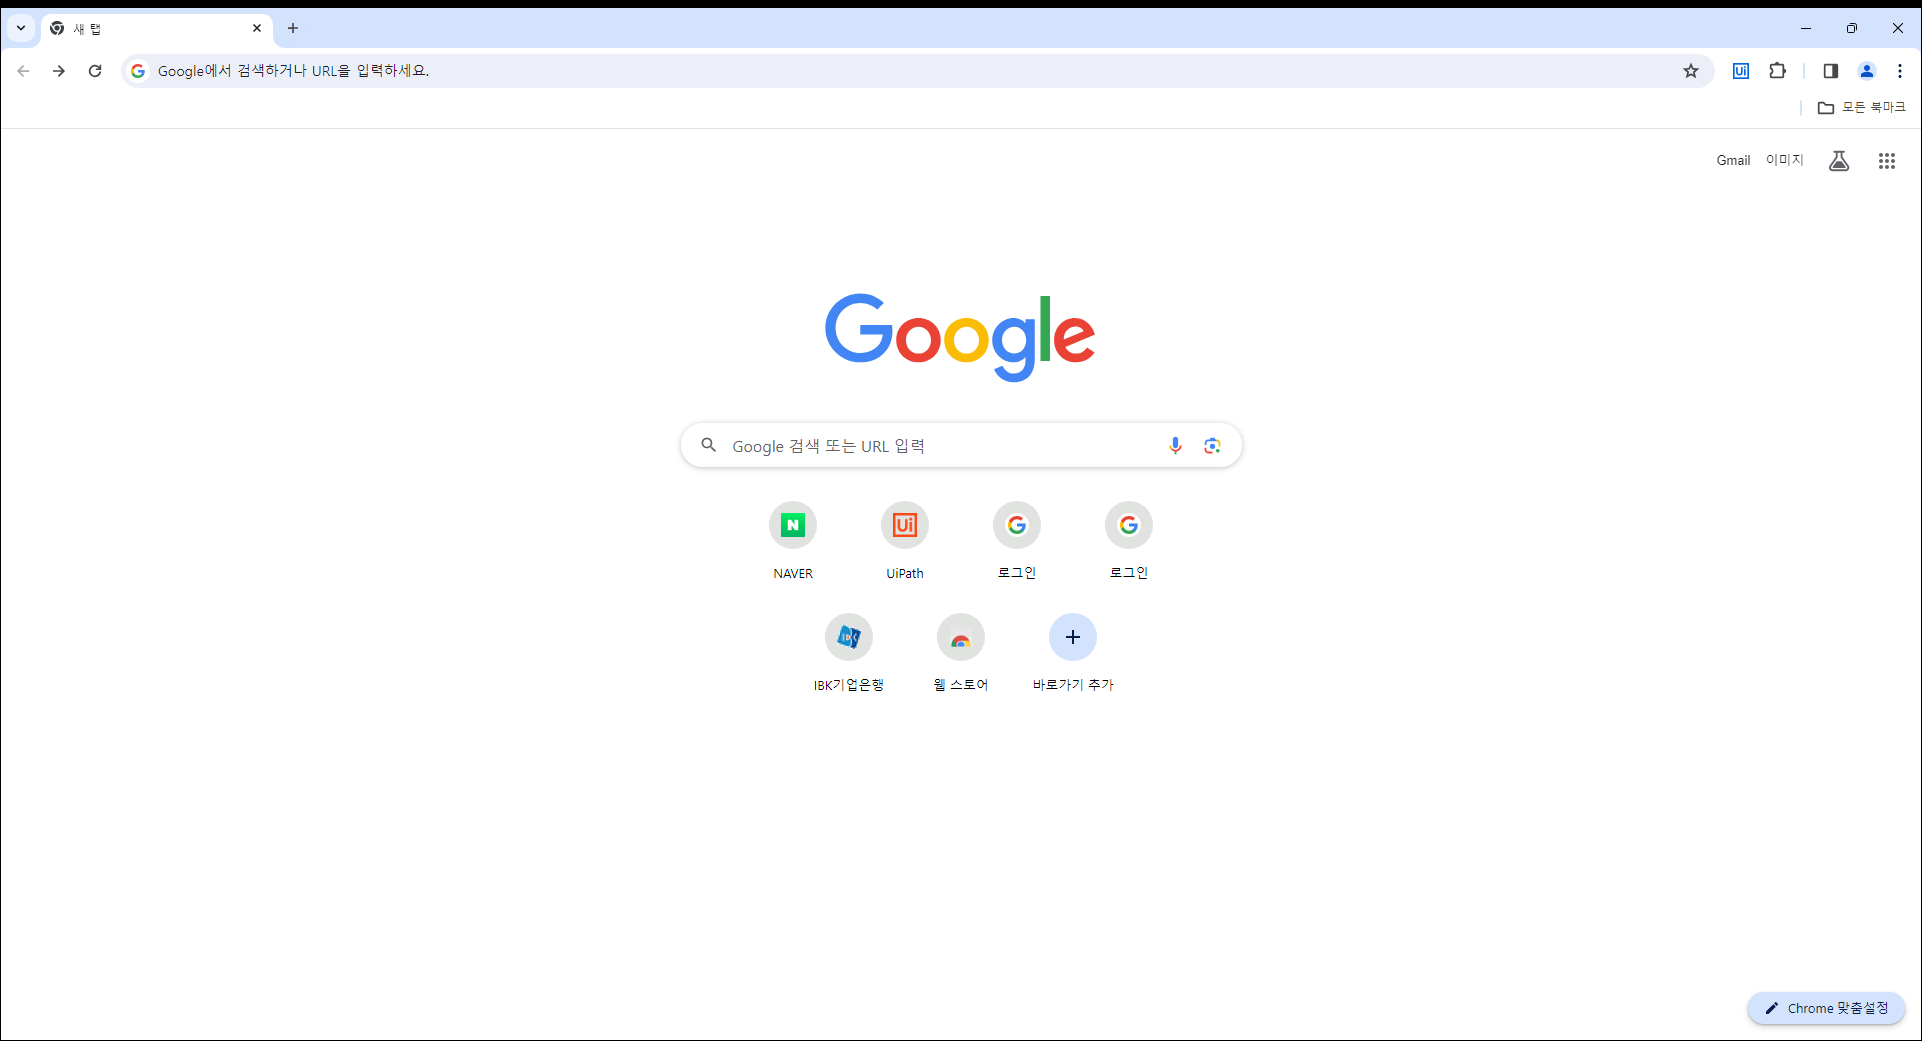 새 탭
Google에서 검색하거나 URL을 입력하세요.
Ui
모든 북마크
Gmail 이미지
Google
Google 검색 또는 URL 입력
N Ui G G
NAVER UiPath 로그인 로그인
IBK
IBK기업은행 웹 스토어 바로가기 추가
Chrome 맞춤설정